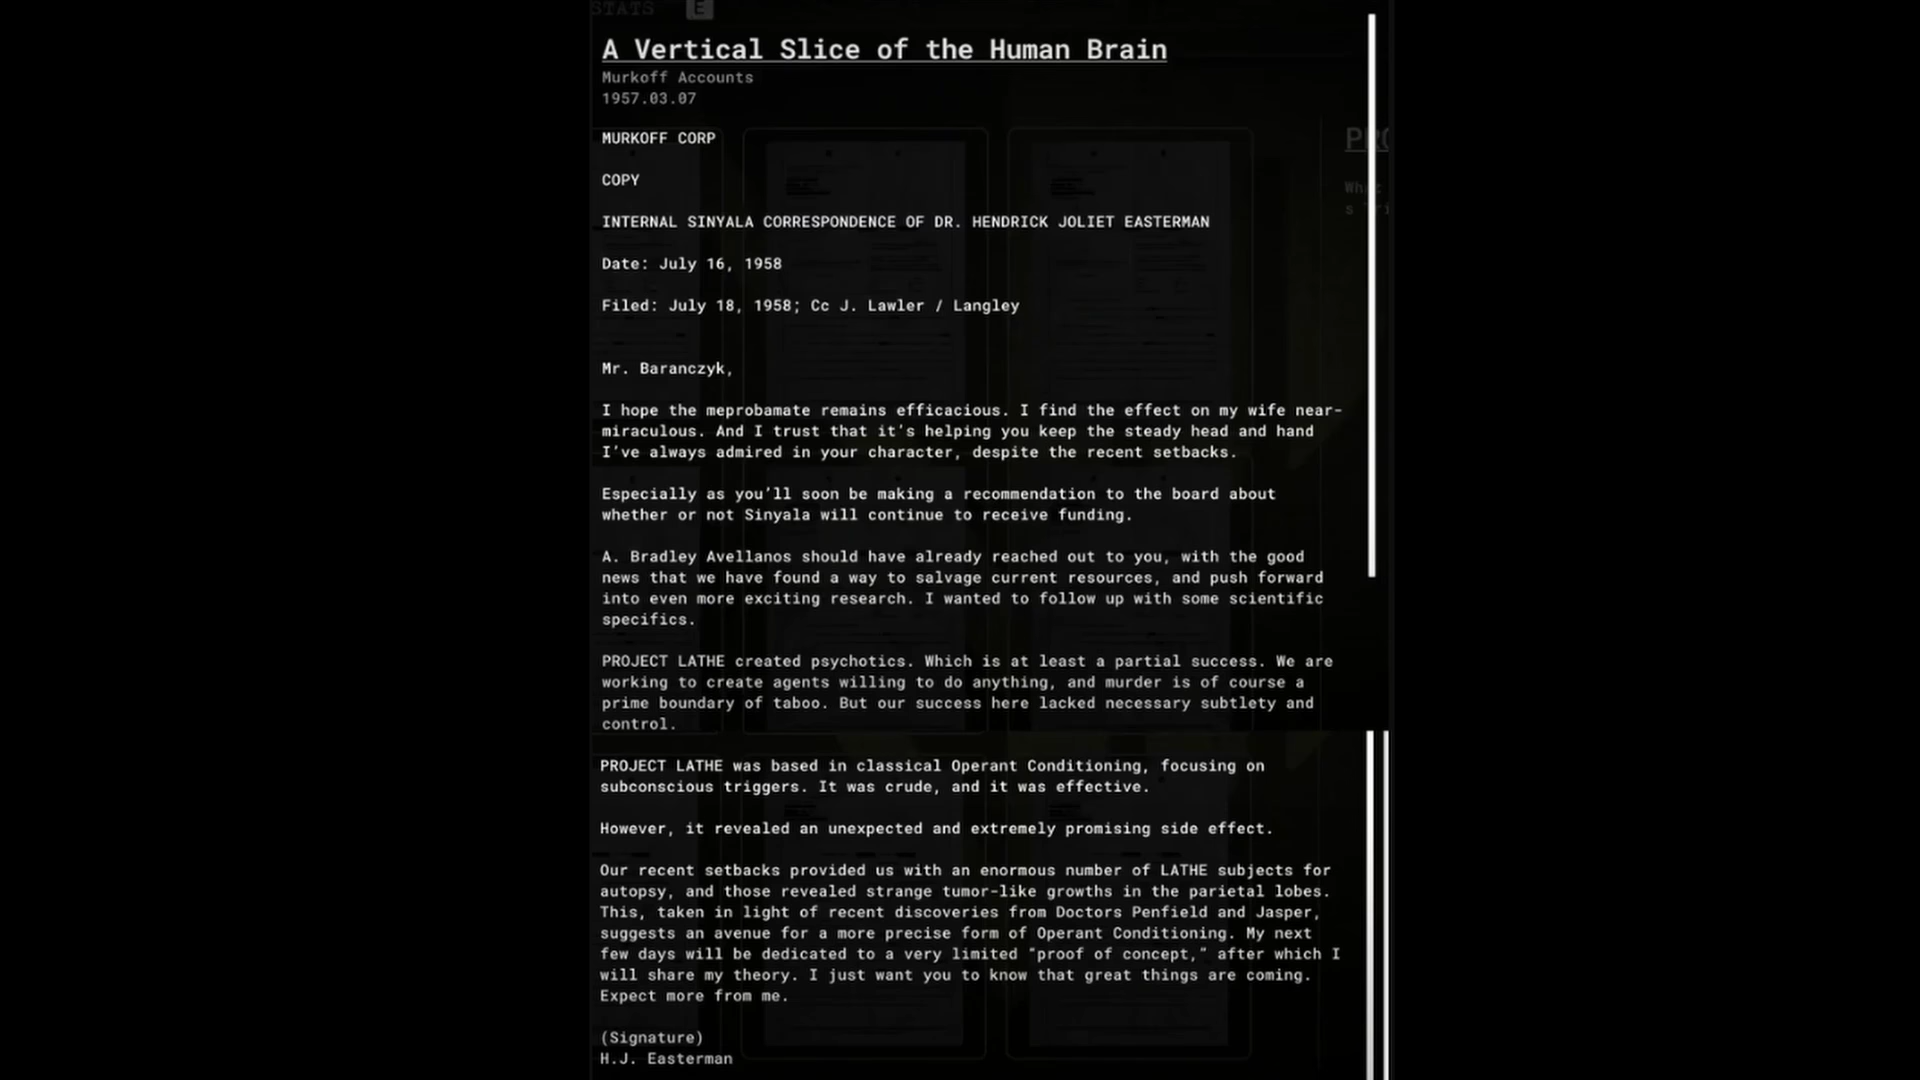 STATS E
A Vertical Slice of the Human Brain
Murkoff Accounts
1957.03.07
MURKOFF CORP
COPY
INTERNAL SINYALA CORRESPONDENCE OF DR. HENDRICK JOLIET EASTERMAN
Date: July 16, 1958
Filed: July 18, 1958; Cc J. Lawler / Langley
Mr. Baranczyk,
I hope the meprobamate remains efficacious. I find the effect on my wife near-
miraculous. And I trust that it's helping you keep the steady head and hand
I've always admired in your character, despite the recent setbacks.
Especially as you'll soon be making a recommendation to the board about
whether or not Sinyala will continue to receive funding.
A. Bradley Avellanos should have already reached out to you, with the good
news that we have found a way to salvage current resources, and push forward
into even more exciting research. I wanted to follow up with some scientific
specifics.
PROJECT LATHE created psychotics. Which is at least a partial success. We are
working to create agents willing to do anything, and murder is of course a
prime boundary of taboo. But our success here lacked necessary subtlety and
control.
PROJECT LATHE was based in classical Operant Conditioning, focusing on
subconscious triggers. It was crude, and it was effective.
However, it revealed an unexpected and extremely promising side effect.
Our recent setbacks provided us with an enormous number of LATHE subjects for
autopsy, and those revealed strange tumor-like growths in the parietal lobes.
This, taken in light of recent discoveries from Doctors Penfield and Jasper,
suggests an avenue for a more precise form of Operant Conditioning. My next
few days will be dedicated to a very limited "proof of concept," after which I
will share my theory. I just want you to know that great things are coming.
Expect more from me.
(Signature)
H.J. Easterman